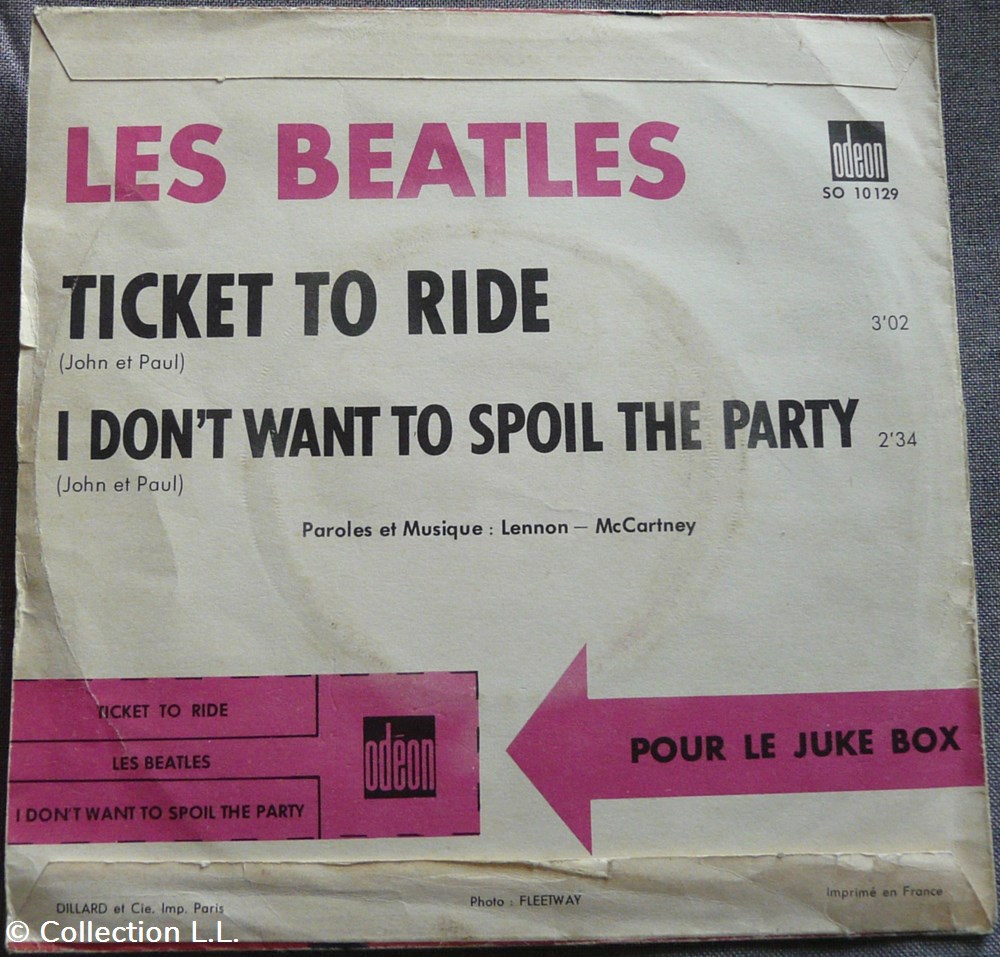 LES BEATLES
odeon
SO 10129
TICKET TO RIDE 3'02
(John et Paul)
I DON'T WANT TO SPOIL THE PARTY 2'34
(John et Paul)
Paroles et Musique : Lennon – McCartney
TICKET TO RIDE
LES BEATLES
I DON'T WANT TO SPOIL THE PARTY
odéon
POUR LE JUKE BOX
DILLARD et Cie. Imp. Paris
Photo : FLEETWAY
Imprimé en France
© Collection L.L.